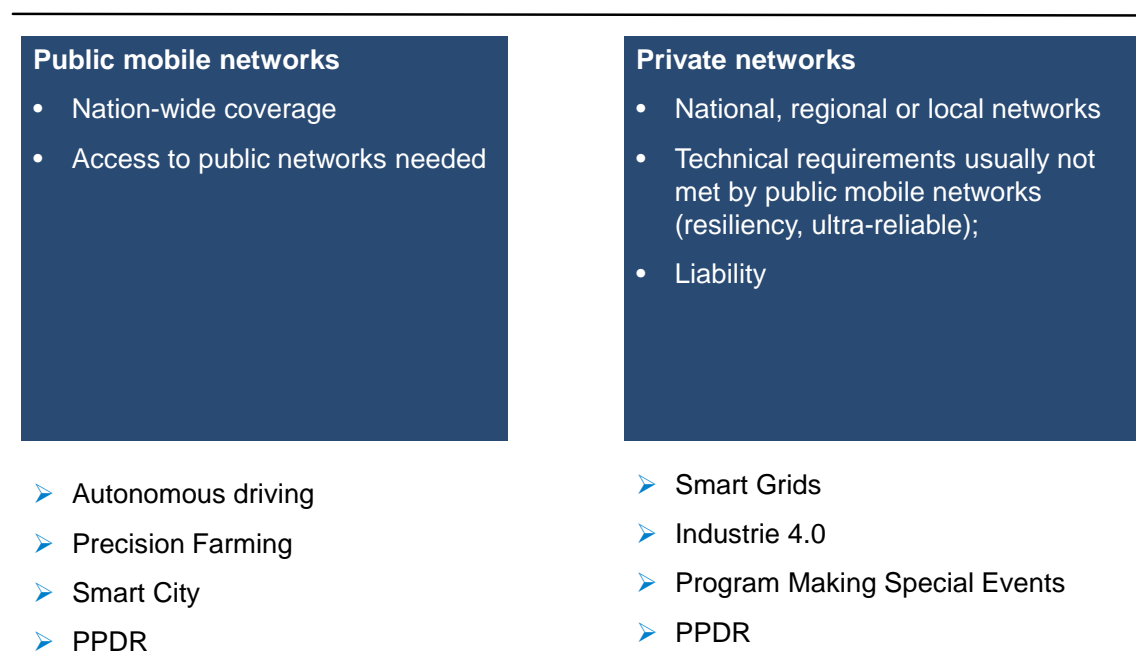 Public mobile networks
• Nation-wide coverage
• Access to public networks needed
➢ Autonomous driving
➢ Precision Farming
➢ Smart City
➢ PPDR
Private networks
• National, regional or local networks
• Technical requirements usually not
met by public mobile networks
(resiliency, ultra-reliable);
• Liability
➢ Smart Grids
➢ Industrie 4.0
➢ Program Making Special Events
➢ PPDR